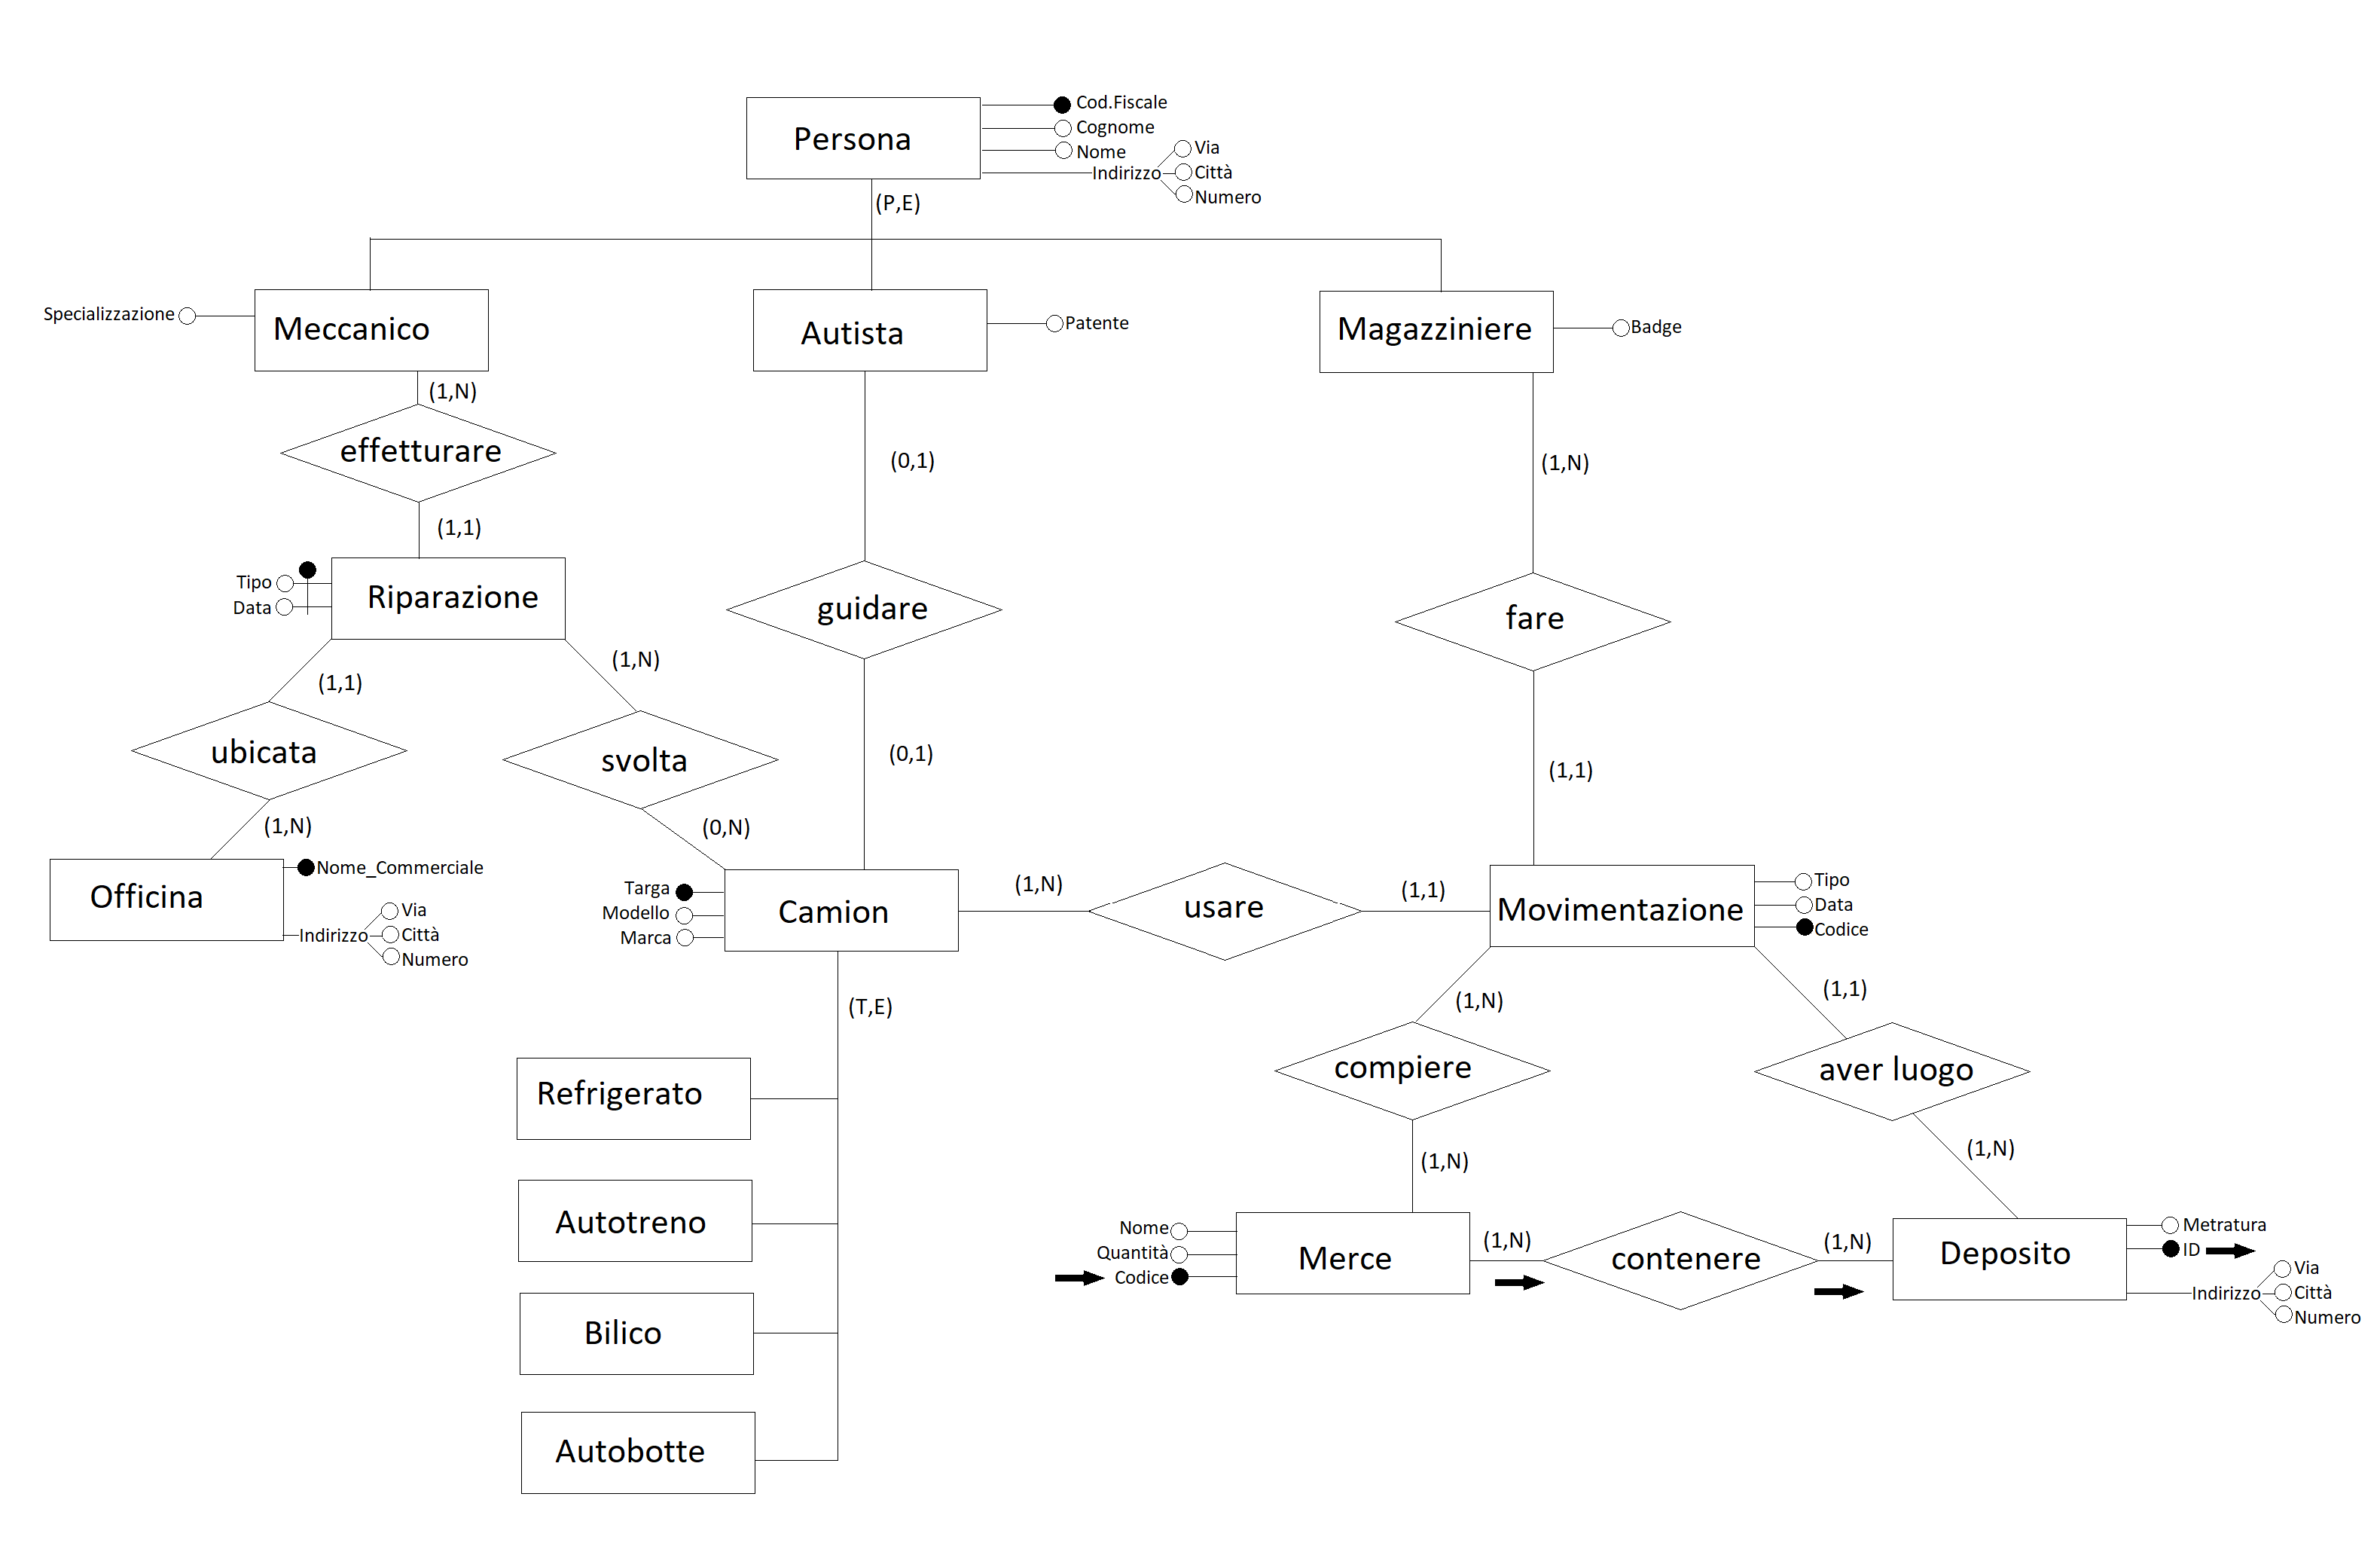 Persona
Cod.Fiscale
Cognome
Nome
Indirizzo
Via
Città
Numero
(P,E)
Specializzazione
Meccanico
Autista
Patente
Magazziniere
Badge
(1,N)
effetturare
(0,1)
(1,N)
(1,1)
Tipo
Data
Riparazione
guidare
fare
(1,1)
(1,N)
ubicata
svolta
(0,1)
(1,1)
(1,N)
(0,N)
Officina
Nome_Commerciale
Indirizzo
Via
Città
Numero
Targa
Modello
Marca
Camion
(1,N)
usare
(1,1)
Movimentazione
Tipo
Data
Codice
(T,E)
(1,N)
(1,1)
Refrigerato
compiere
aver luogo
(1,N)
(1,N)
Autotreno
Nome
Quantità
Codice
Merce
(1,N)
contenere
(1,N)
Deposito
Metratura
ID
Indirizzo
Via
Città
Numero
Bilico
Autobotte